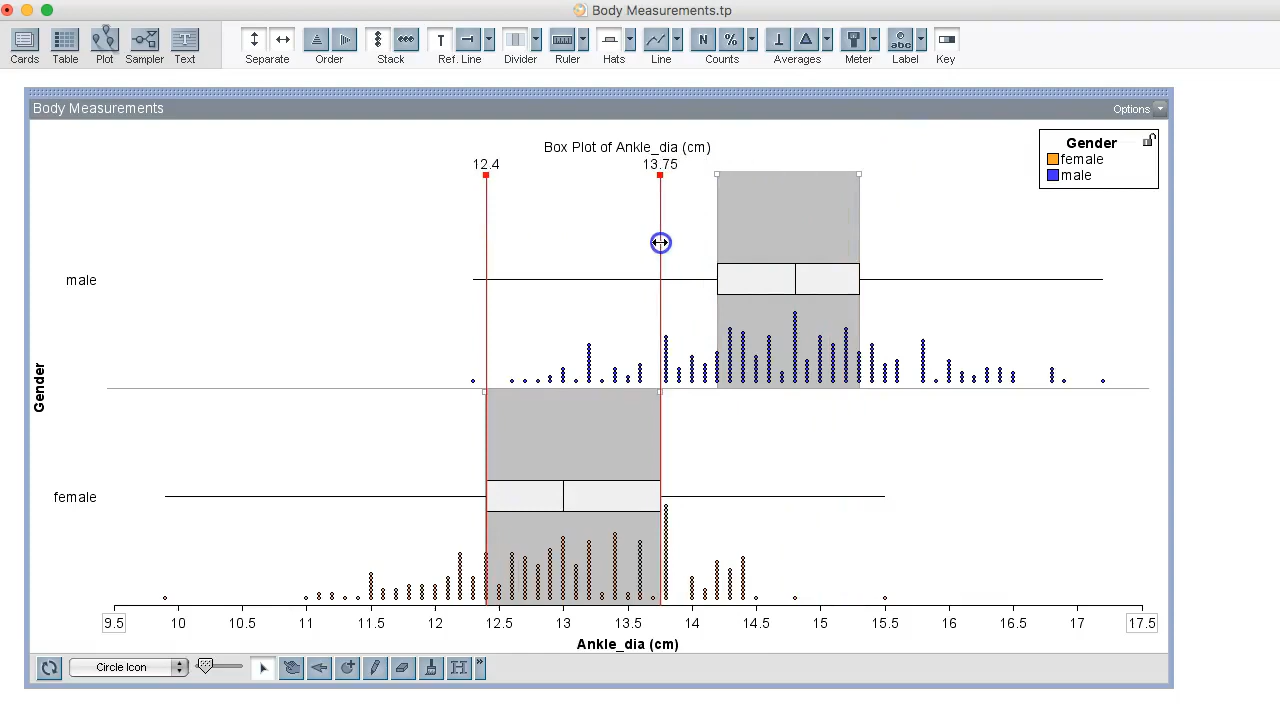 Body Measurements.tp
Cards Table Plot Sampler Text Separate Order Stack Ref. Line Divider Ruler Hats Line Counts Averages Meter Label Key
Body Measurements Options
Box Plot of Ankle_dia (cm)
12.4 13.75
Gender
female
male
male
Gender
female
9.5 10 10.5 11 11.5 12 12.5 13 13.5 14 14.5 15 15.5 16 16.5 17 17.5
Ankle_dia (cm)
Circle Icon